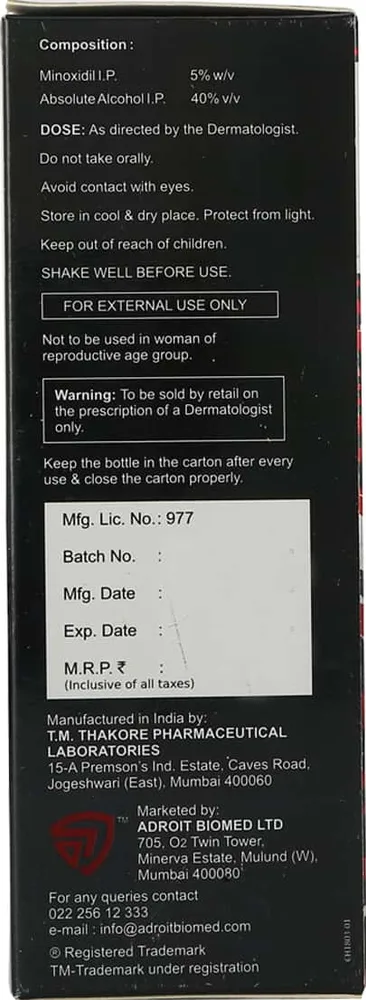 Composition :
Minoxidil I.P. 5% w/v
Absolute Alcohol I.P. 40% v/v
DOSE: As directed by the Dermatologist.
Do not take orally.
Avoid contact with eyes.
Store in cool & dry place. Protect from light.
Keep out of reach of children.
SHAKE WELL BEFORE USE.
FOR EXTERNAL USE ONLY
Not to be used in woman of
reproductive age group.
Warning: To be sold by retail on
the prescription of a Dermatologist
only.
Keep the bottle in the carton after every
use & close the carton properly.
Mfg. Lic. No.: 977
Batch No. :
Mfg. Date :
Exp. Date :
M.R.P. ₹ :
(Inclusive of all taxes)
Manufactured in India by:
T.M. THAKORE PHARMACEUTICAL
LABORATORIES
15-A Premson's Ind. Estate, Caves Road,
Jogeshwari (East), Mumbai 400060
TM
Marketed by:
ADROIT BIOMED LTD
705, O2 Twin Tower,
Minerva Estate, Mulund (W),
Mumbai 400080
For any queries contact
022 256 12 333
e-mail : info@adroitbiomed.com
® Registered Trademark
TM-Trademark under registration